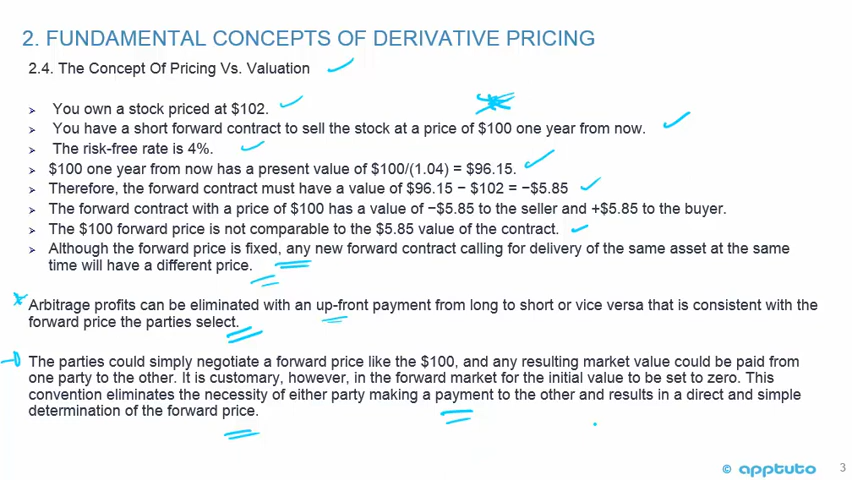 2. FUNDAMENTAL CONCEPTS OF DERIVATIVE PRICING
2.4. The Concept Of Pricing Vs. Valuation
➢ You own a stock priced at $102.
➢ You have a short forward contract to sell the stock at a price of $100 one year from now.
➢ The risk-free rate is 4%.
➢ $100 one year from now has a present value of $100/(1.04) = $96.15.
➢ Therefore, the forward contract must have a value of $96.15 − $102 = −$5.85
➢ The forward contract with a price of $100 has a value of −$5.85 to the seller and +$5.85 to the buyer.
➢ The $100 forward price is not comparable to the $5.85 value of the contract.
➢ Although the forward price is fixed, any new forward contract calling for delivery of the same asset at the same
time will have a different price.
Arbitrage profits can be eliminated with an up-front payment from long to short or vice versa that is consistent with the
forward price the parties select.
The parties could simply negotiate a forward price like the $100, and any resulting market value could be paid from
one party to the other. It is customary, however, in the forward market for the initial value to be set to zero. This
convention eliminates the necessity of either party making a payment to the other and results in a direct and simple
determination of the forward price.
© apptuto
3